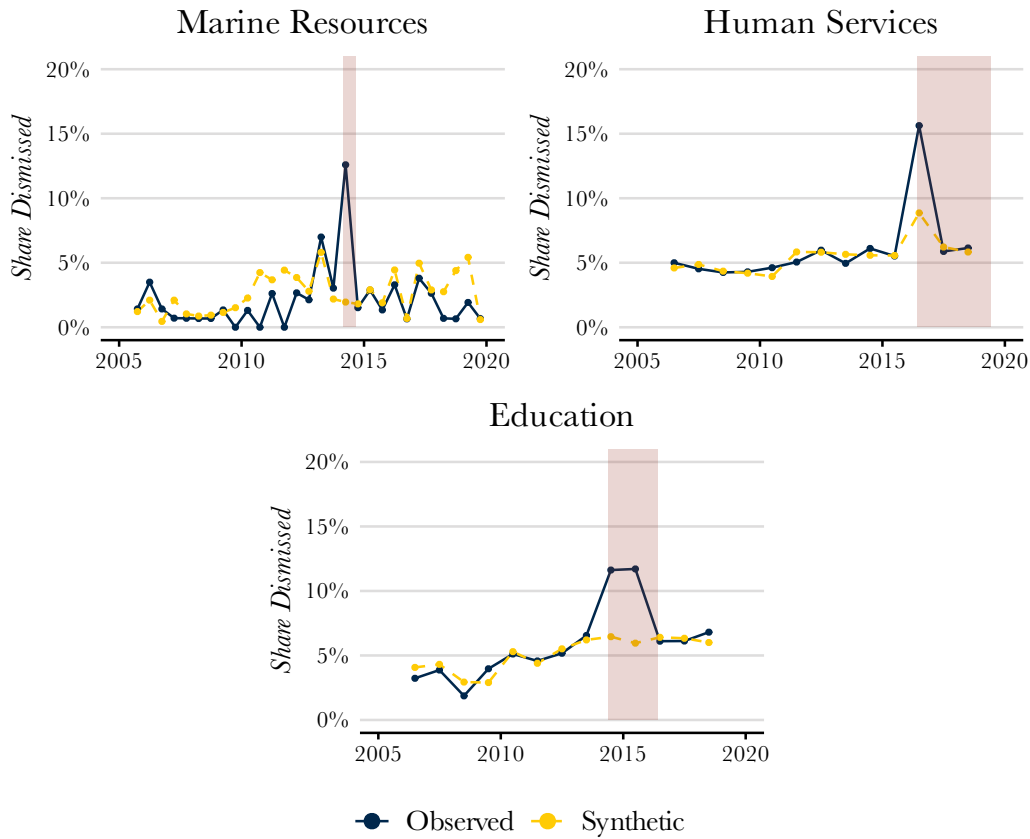 Marine Resources
Share Dismissed
20%
15%
10%
5%
0%
2005 2010 2015 2020
Human Services
Share Dismissed
20%
15%
10%
5%
0%
2005 2010 2015 2020
Education
Share Dismissed
20%
15%
10%
5%
0%
2005 2010 2015 2020
Observed Synthetic